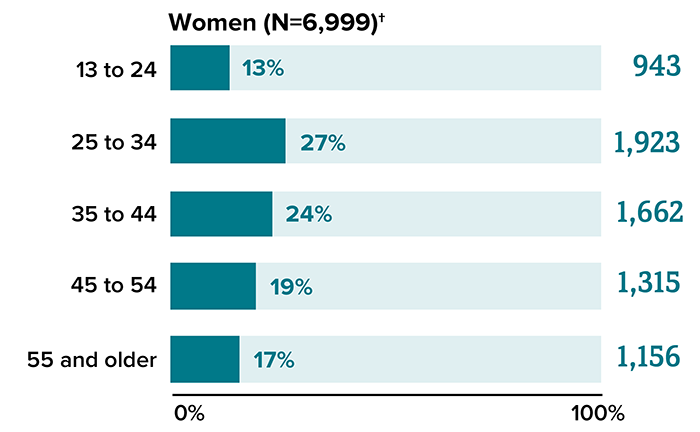 Women (N=6,999)†
13 to 24 13% 943
25 to 34 27% 1,923
35 to 44 24% 1,662
45 to 54 19% 1,315
55 and older 17% 1,156
0% 100%